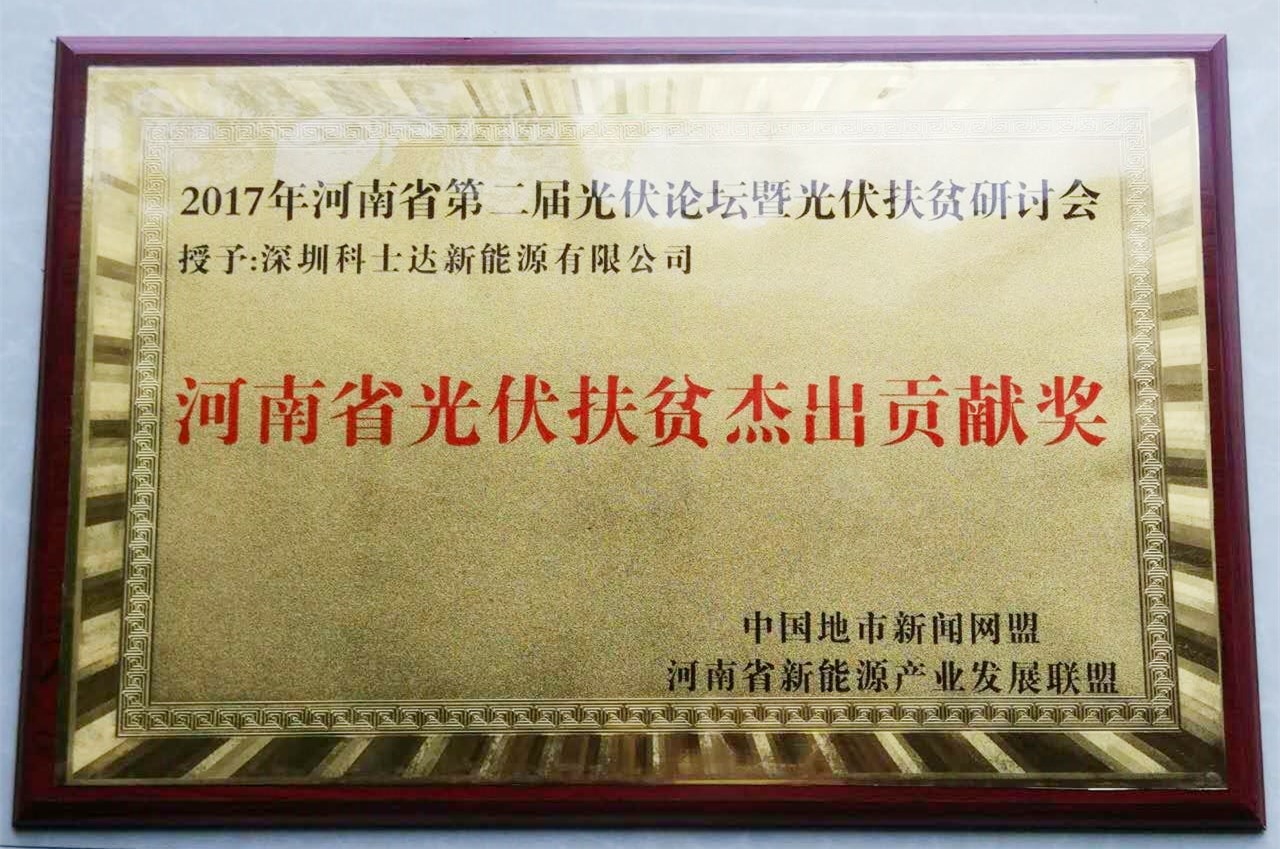 2017年河南省第二届光伏论坛暨光伏扶贫研讨会
授予:深圳科士达新能源有限公司
河南省光伏扶贫杰出贡献奖
中国地市新闻网盟
河南省新能源产业发展联盟